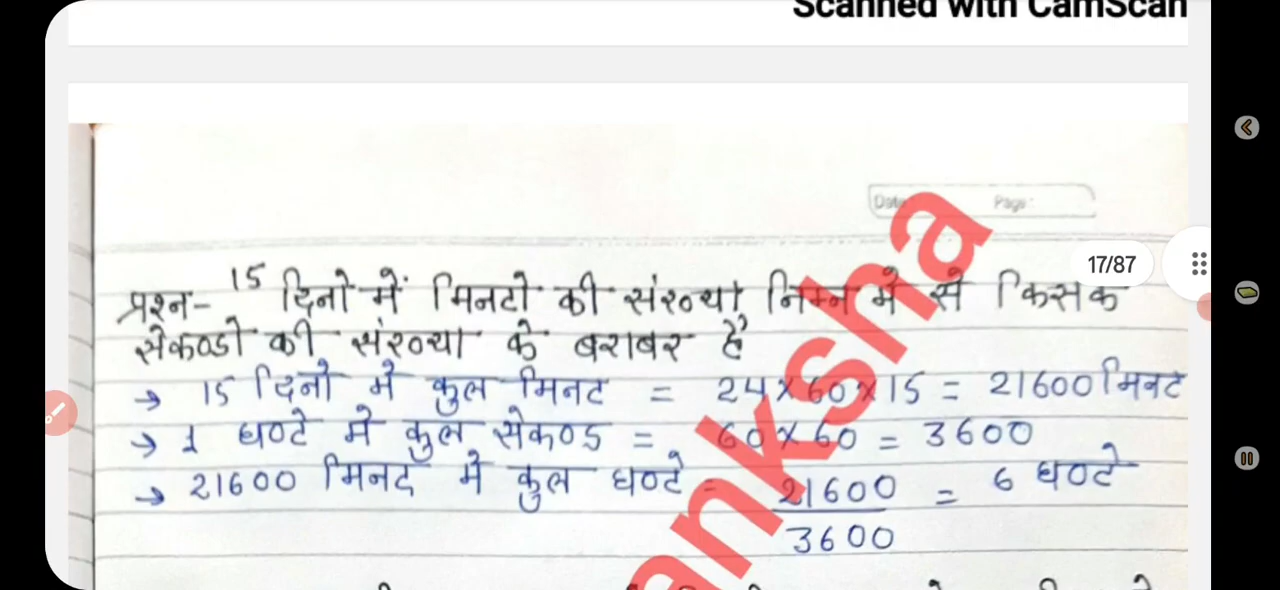 Scanned with CamScan
Date Page:
17/87
प्रश्न- 15 दिनों में मिनटो की संख्या निम्न में से किसके
सेकण्डो की संख्या के बराबर है
→ 15 दिनों मे कुल मिनट = 24×60×15 = 21600 मिनट
→ 1 घण्टे मे कुल सेकण्ड = 60×60 = 3600
→ 21600 मिनट मे कुल घण्टे = 21600 = 6 घण्टे
3600
anksha